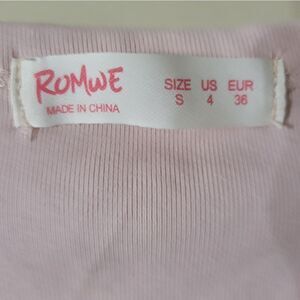 ROMWE
MADE IN CHINA
SIZE US EUR
S 4 36